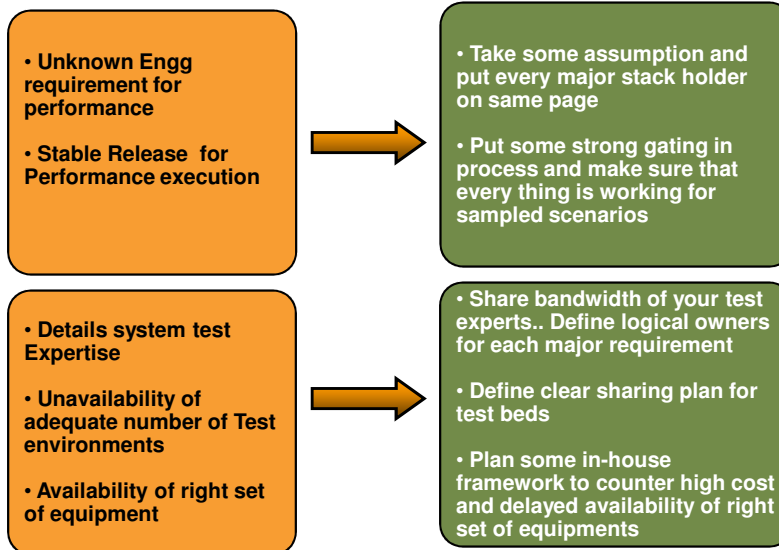 • Unknown Engg
requirement for
performance
• Stable Release for
Performance execution
• Take some assumption and
put every major stack holder
on same page
• Put some strong gating in
process and make sure that
every thing is working for
sampled scenarios
• Details system test
Expertise
• Unavailability of
adequate number of Test
environments
• Availability of right set
of equipment
• Share bandwidth of your test
experts.. Define logical owners
for each major requirement
• Define clear sharing plan for
test beds
• Plan some in-house
framework to counter high cost
and delayed availability of right
set of equipments